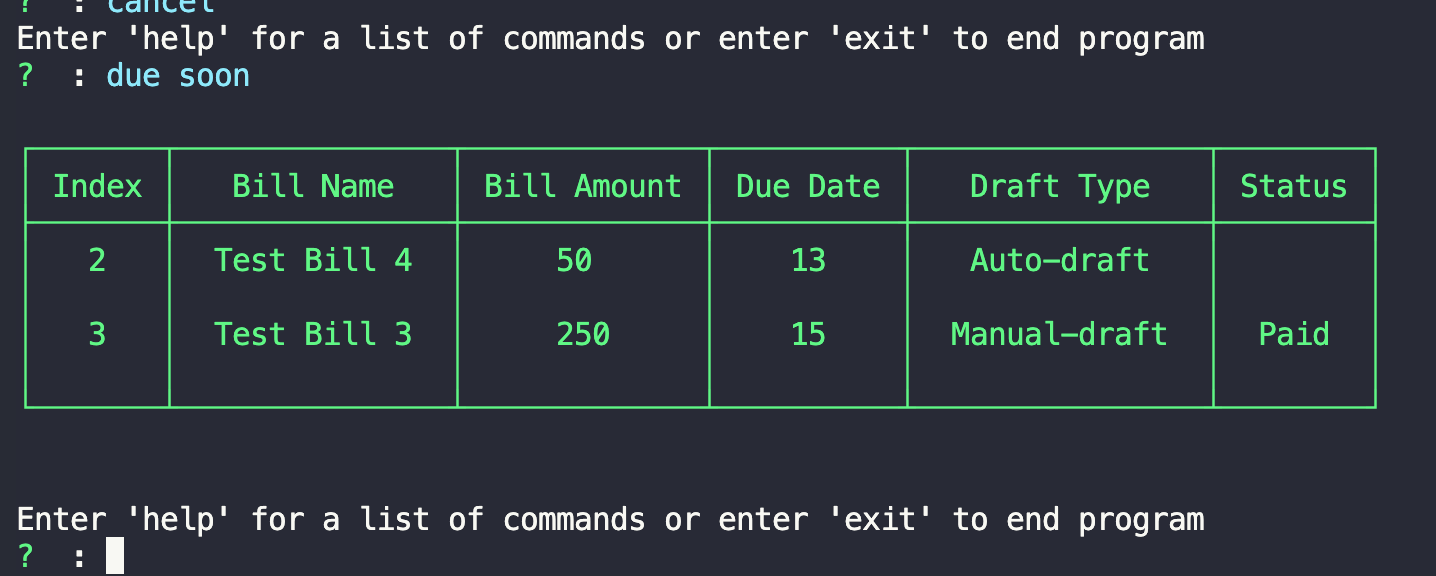 ? : cancel
Enter 'help' for a list of commands or enter 'exit' to end program
? : due soon
Index Bill Name Bill Amount Due Date Draft Type Status
2 Test Bill 4 50 13 Auto-draft
3 Test Bill 3 250 15 Manual-draft Paid
Enter 'help' for a list of commands or enter 'exit' to end program
? :